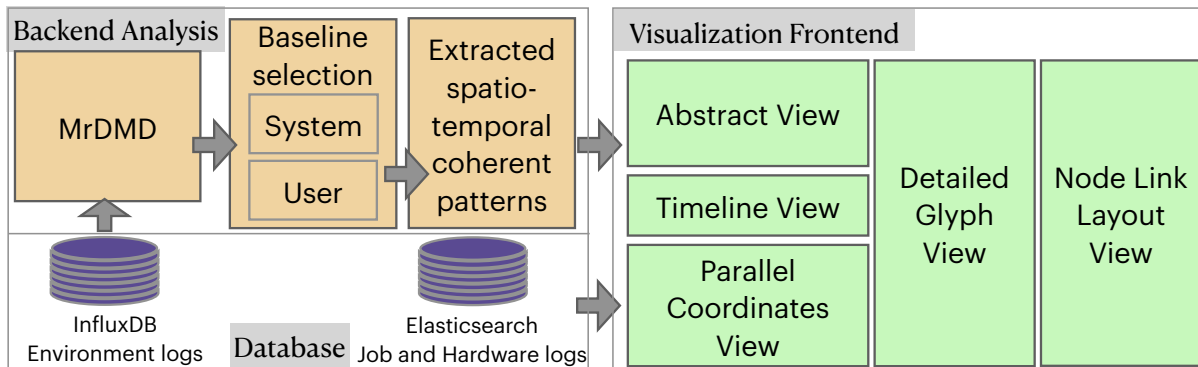 Backend Analysis
MrDMD
Baseline
selection
System
User
Extracted
spatio-
temporal
coherent
patterns
InfluxDB
Environment logs
Database
Elasticsearch
Job and Hardware logs
Visualization Frontend
Abstract View
Timeline View
Parallel
Coordinates
View
Detailed
Glyph
View
Node Link
Layout
View